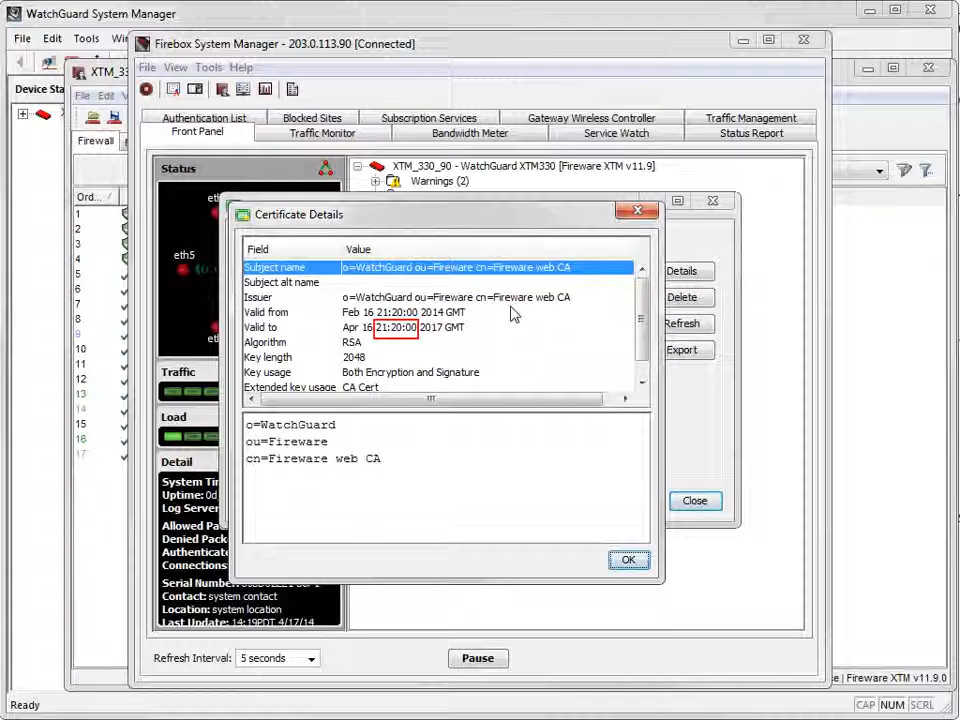 WatchGuard System Manager
File Edit Tools
Firebox System Manager - 203.0.113.90 [Connected]
File View Tools Help
XTM_33
File Edit
Device Sta
Firewall
Authentication List Blocked Sites Subscription Services Gateway Wireless Controller Traffic Management
Front Panel Traffic Monitor Bandwidth Meter Service Watch Status Report
Status
XTM_330_90 - WatchGuard XTM330 [Fireware XTM v11.9]
Warnings (2)
Ord...
1
2
3
4
5
6
7
8
9
10
11
12
13
14
15
16
17
eth5
Traffic
Load
Detail
System Tim
Uptime: 0d
Log Server
Allowed Pac
Denied Pack
Authenticat
Connections
Serial Number
Contact: system contact
Location: system location
Last Update: 14:19PDT 4/17/14
Certificate Details
Field Value
Subject name o=WatchGuard ou=Fireware cn=Fireware web CA
Subject alt name
Issuer o=WatchGuard ou=Fireware cn=Fireware web CA
Valid from Feb 16 21:20:00 2014 GMT
Valid to Apr 16 21:20:00 2017 GMT
Algorithm RSA
Key length 2048
Key usage Both Encryption and Signature
Extended key usage CA Cert
o=WatchGuard
ou=Fireware
cn=Fireware web CA
OK
Details
Delete
Refresh
Export
Close
Refresh Interval: 5 seconds Pause
Fireware XTM v11.9.0
Ready CAP NUM SCRL